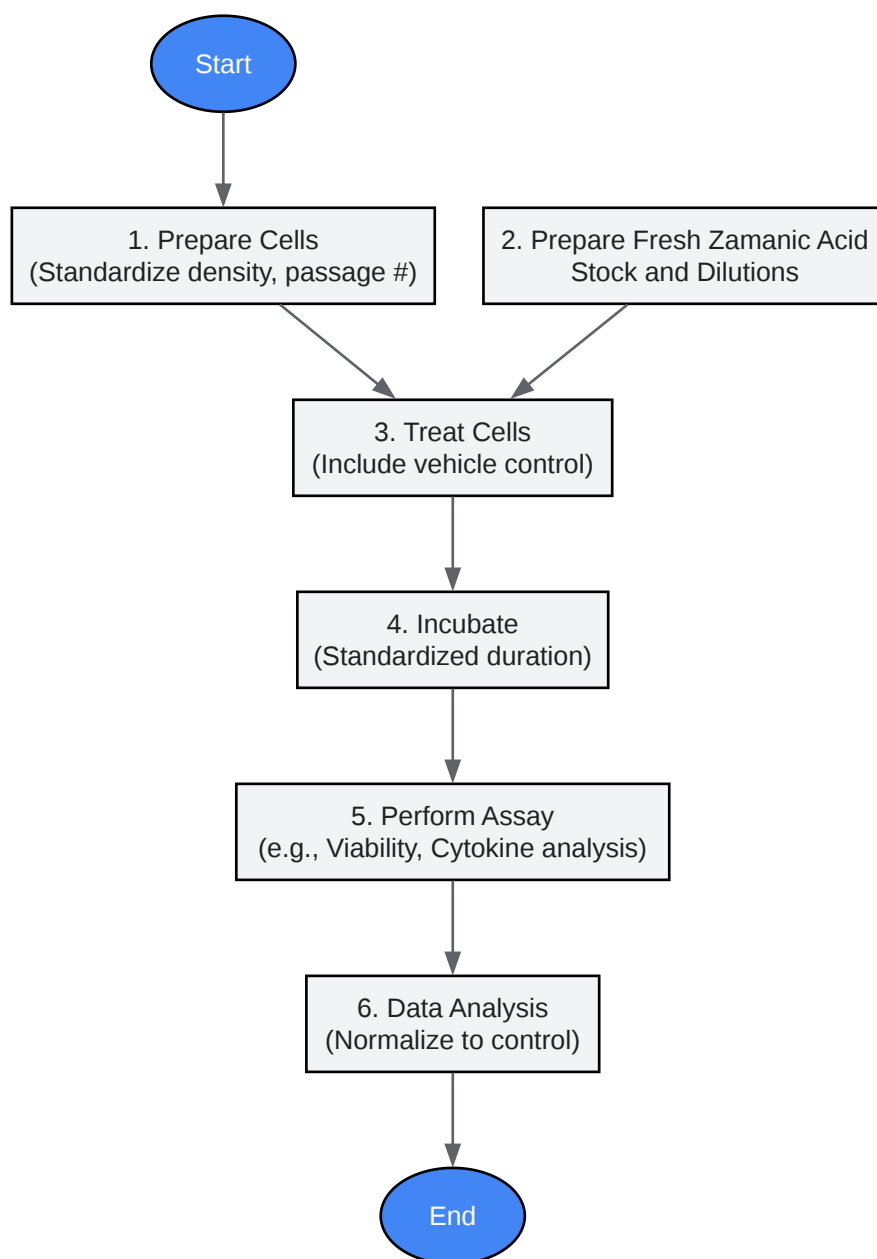 Start
1. Prepare Cells
(Standardize density, passage #)
2. Prepare Fresh Zamanic Acid
Stock and Dilutions
3. Treat Cells
(Include vehicle control)
4. Incubate
(Standardized duration)
5. Perform Assay
(e.g., Viability, Cytokine analysis)
6. Data Analysis
(Normalize to control)
End